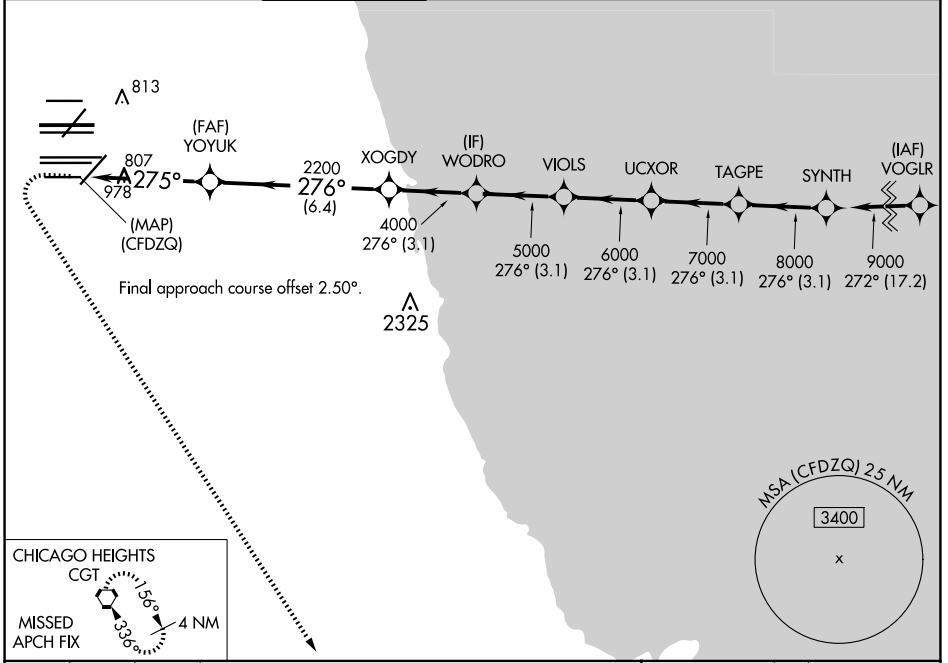 813
(FAF)
YOYUK
807
978
275°
(MAP)
(CFDZQ)
2200
276°
(6.4)
XOGDY
4000
276° (3.1)
(IF)
WODRO
5000
276° (3.1)
VIOLS
6000
276° (3.1)
UCXOR
7000
276° (3.1)
TAGPE
8000
276° (3.1)
SYNTH
9000
272° (17.2)
(IAF)
VOGLR
Final approach course offset 2.50°.
2325
MSA (CFDZQ) 25 NM
3400
x
CHICAGO HEIGHTS
CGT
156°
336°
4 NM
MISSED
APCH FIX